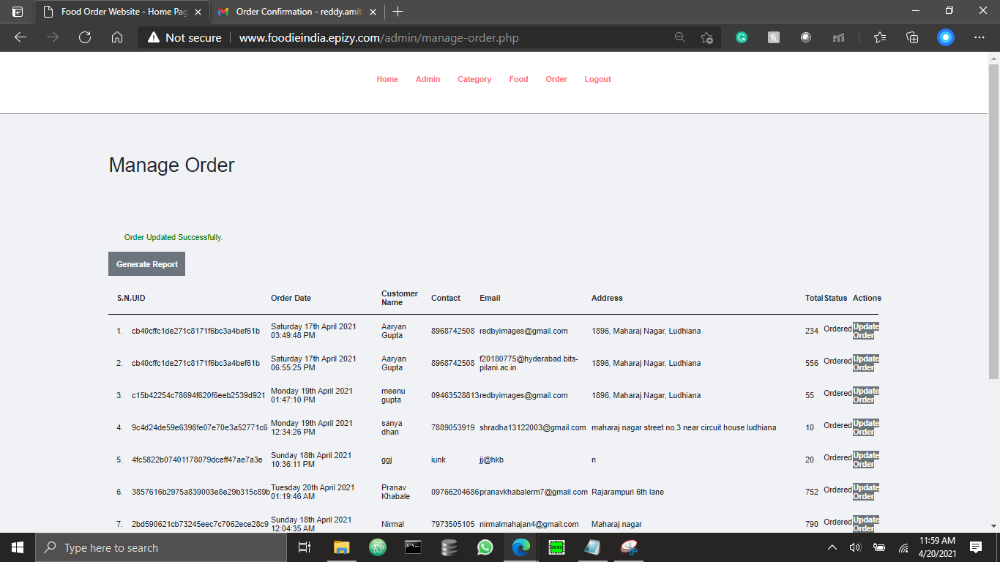 Food Order Website - Home Pag
Order Confirmation - reddy.amit
Not secure
www.foodieindia.epizy.com/admin/manage-order.php
Home Admin Category Food Order Logout
Manage Order
Order Updated Successfully.
Generate Report
S.N. UID Order Date Customer Name Contact Email Address Total Status Actions
1. cb40cffc1de271c8171f6bc3a4bef61b Saturday 17th April 2021 03:49:48 PM Aaryan Gupta 8968742508 redbyimages@gmail.com 1896, Maharaj Nagar, Ludhiana 234 Ordered Update Order
2. cb40cffc1de271c8171f6bc3a4bef61b Saturday 17th April 2021 06:55:25 PM Aaryan Gupta 8968742508 f20180775@hyderabad.bits-pilani.ac.in 1896, Maharaj Nagar, Ludhiana 556 Ordered Update Order
3. c15b42254c78694f620f6eeb2539d921 Monday 19th April 2021 01:47:10 PM meenu gupta 09463528813 redbyimages@gmail.com 1896, Maharaj Nagar, Ludhiana 55 Ordered Update Order
4. 9c4d24de59e6398fe07e70e3a52771c6 Monday 19th April 2021 12:34:26 PM sanya dhan 7889053919 shradha13122003@gmail.com maharaj nagar street no.3 near circuit house ludhiana 10 Ordered Update Order
5. 4fc5822b07401178079dceff47ae7a3e Sunday 18th April 2021 10:36:11 PM ggj iunk jj@hkb n 20 Ordered Update Order
6. 3857616b2975a839003e8e29b315c89b Tuesday 20th April 2021 01:19:46 AM Pranav Khabale 09766204686 pranavkhabalerm7@gmail.com Rajarampuri 6th lane 752 Ordered Update Order
7. 2bd590621cb73245eec7c7062ece28c9 Sunday 18th April 2021 12:04:35 AM Nirmal 7973505105 nirmalmahajan4@gmail.com Maharaj nagar 790 Ordered Update Order
Type here to search
11:59 AM
4/20/2021